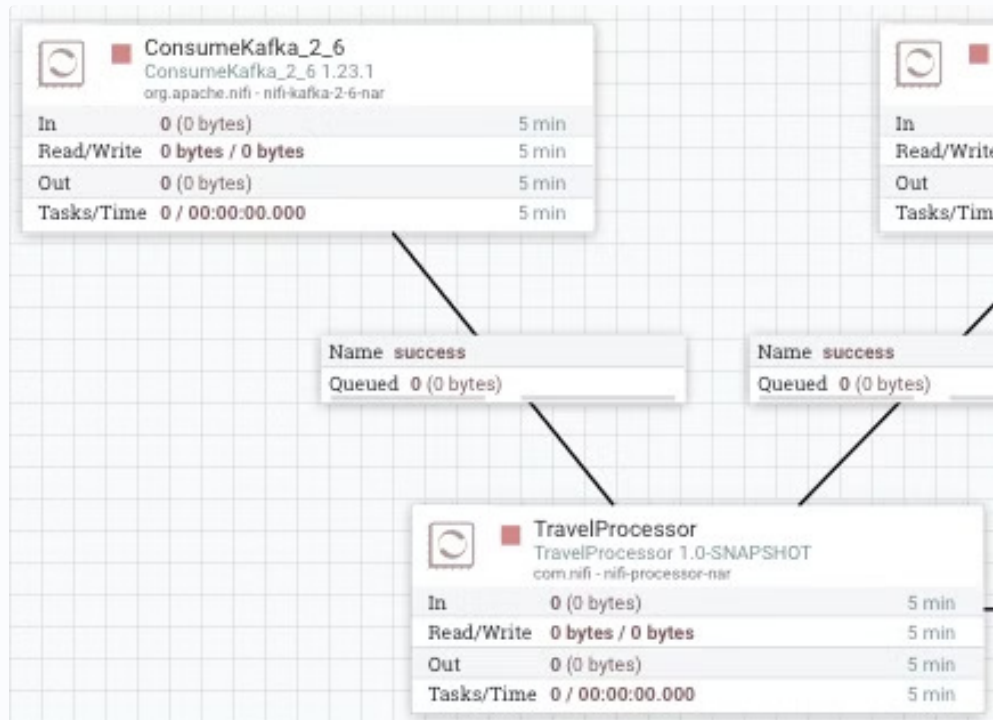 ConsumeKafka_2_6
ConsumeKafka_2_6 1.23.1
org.apache.nifi - nifi-kafka-2-6-nar
In 0 (0 bytes) 5 min
Read/Write 0 bytes / 0 bytes 5 min
Out 0 (0 bytes) 5 min
Tasks/Time 0 / 00:00:00.000 5 min
In
Read/Write
Out
Tasks/Tim
Name success
Queued 0 (0 bytes)
Name success
Queued 0 (0 bytes)
TravelProcessor
TravelProcessor 1.0-SNAPSHOT
com.nifi - nifi-processor-nar
In 0 (0 bytes) 5 min
Read/Write 0 bytes / 0 bytes 5 min
Out 0 (0 bytes) 5 min
Tasks/Time 0 / 00:00:00.000 5 min